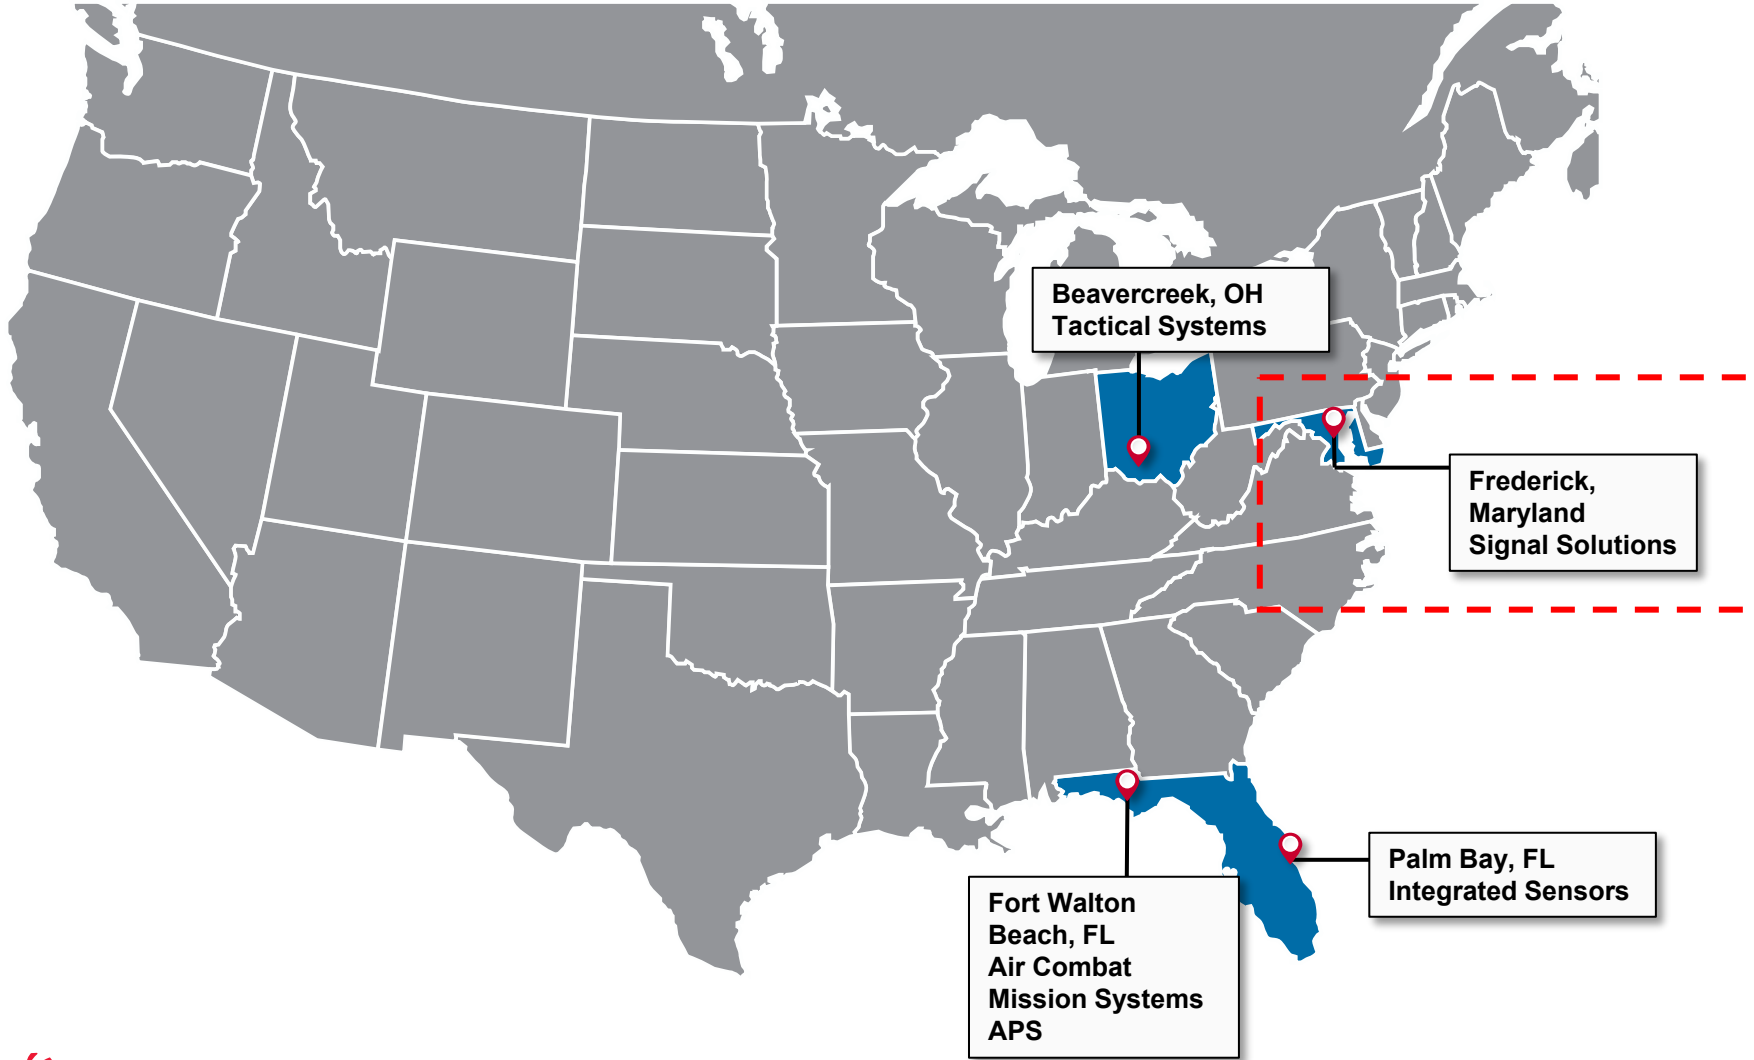 Beavercreek, OH
Tactical Systems
Frederick,
Maryland
Signal Solutions
Palm Bay, FL
Integrated Sensors
Fort Walton
Beach, FL
Air Combat
Mission Systems
APS